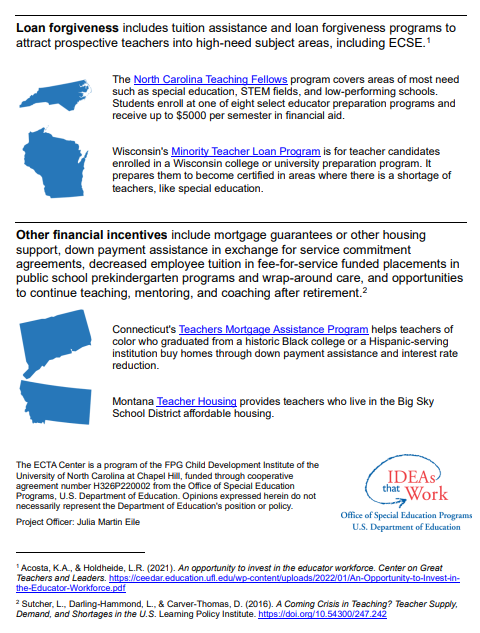 Loan forgiveness includes tuition assistance and loan forgiveness programs to
attract prospective teachers into high-need subject areas, including ECSE.¹
The North Carolina Teaching Fellows program covers areas of most need
such as special education, STEM fields, and low-performing schools.
Students enroll at one of eight select educator preparation programs and
receive up to $5000 per semester in financial aid.
Wisconsin's Minority Teacher Loan Program is for teacher candidates
enrolled in a Wisconsin college or university preparation program. It
prepares them to become certified in areas where there is a shortage of
teachers, like special education.
Other financial incentives include mortgage guarantees or other housing
support, down payment assistance in exchange for service commitment
agreements, decreased employee tuition in fee-for-service funded placements in
public school prekindergarten programs and wrap-around care, and opportunities
to continue teaching, mentoring, and coaching after retirement.²
Connecticut's Teachers Mortgage Assistance Program helps teachers of
color who graduated from a historic Black college or a Hispanic-serving
institution buy homes through down payment assistance and interest rate
reduction.
Montana Teacher Housing provides teachers who live in the Big Sky
School District affordable housing.
The ECTA Center is a program of the FPG Child Development Institute of the
University of North Carolina at Chapel Hill, funded through cooperative
agreement number H326P220002 from the Office of Special Education
Programs, U.S. Department of Education. Opinions expressed herein do not
necessarily represent the Department of Education's position or policy.
Project Officer: Julia Martin Eile
IDEAs
that Work
Office of Special Education Programs
U.S. Department of Education
¹ Acosta, K.A., & Holdheide, L.R. (2021). An opportunity to invest in the educator workforce. Center on Great
Teachers and Leaders. https://ceedar.education.ufl.edu/wp-content/uploads/2022/01/An-Opportunity-to-Invest-in-
the-Educator-Workforce.pdf
² Sutcher, L., Darling-Hammond, L., & Carver-Thomas, D. (2016). A Coming Crisis in Teaching? Teacher Supply,
Demand, and Shortages in the U.S. Learning Policy Institute. https://doi.org/10.54300/247.242